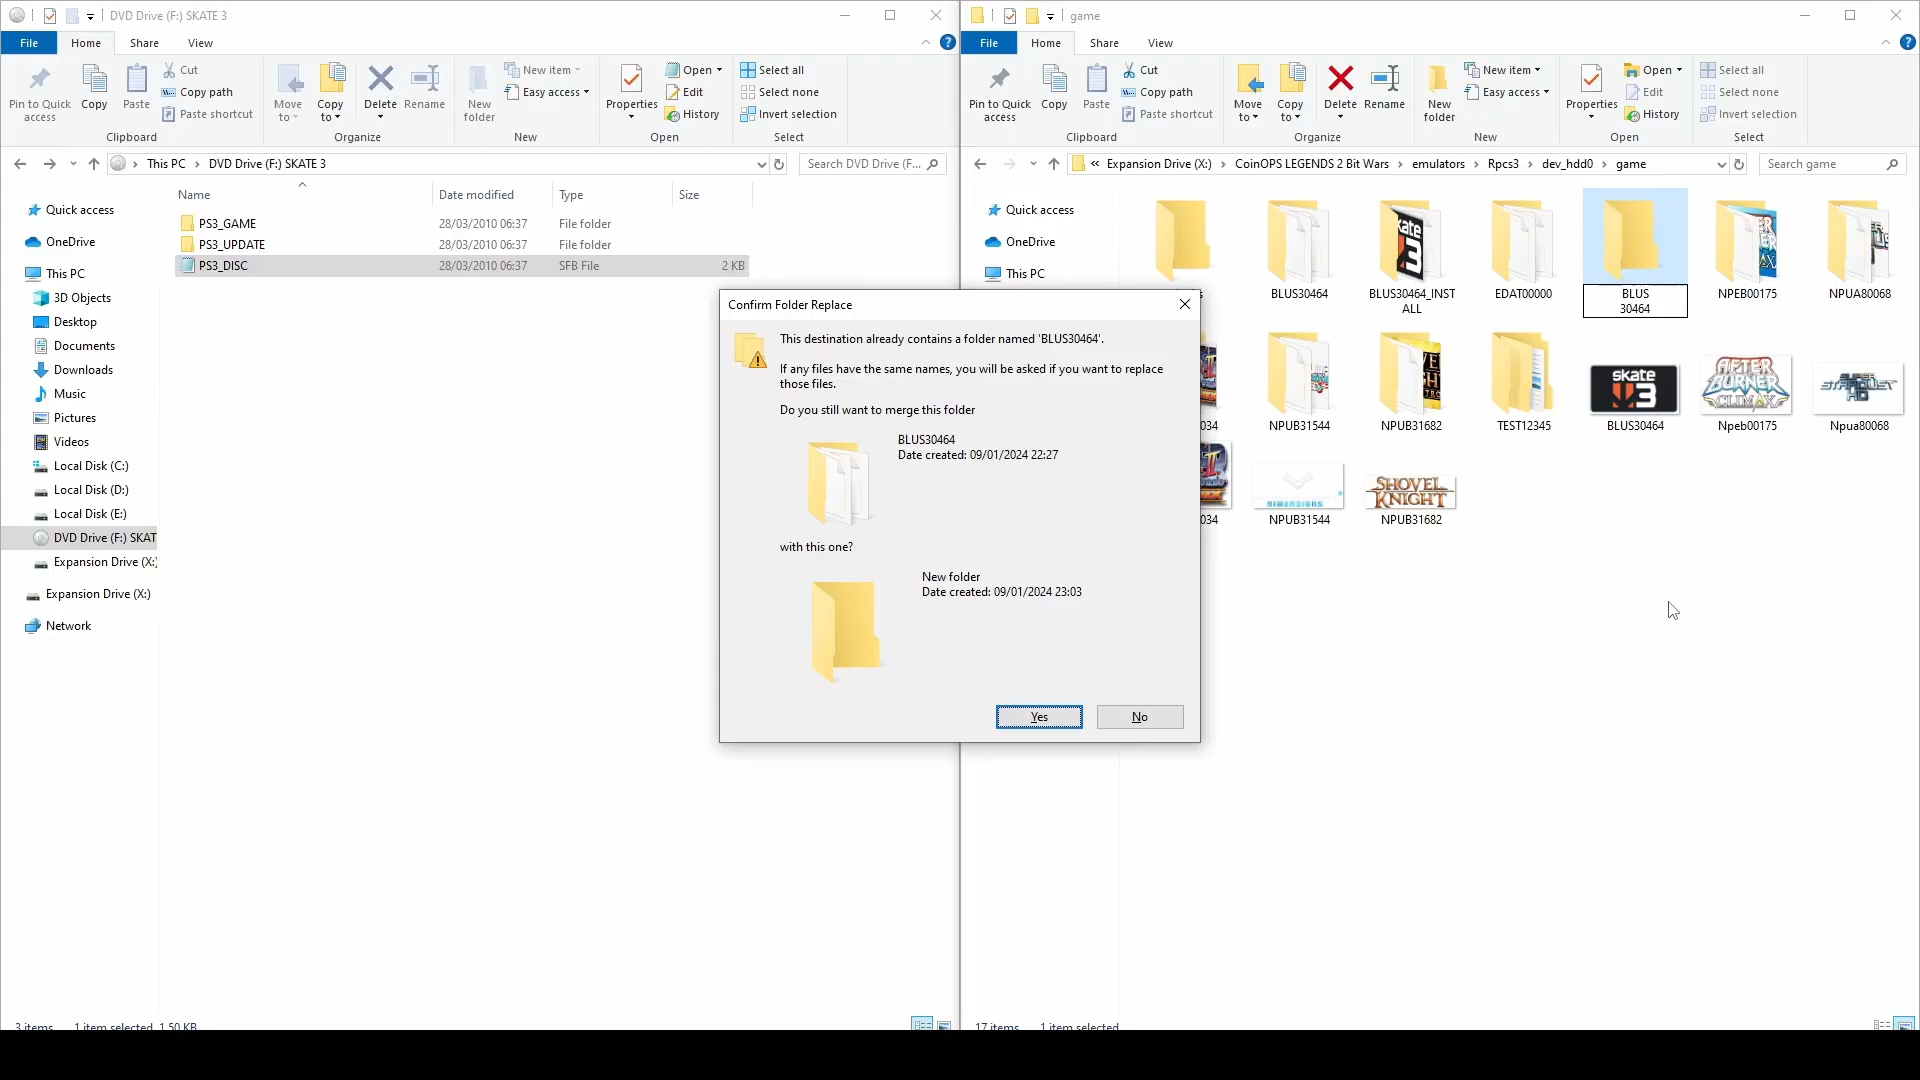 DVD Drive (F:) SKATE 3
File
Home
Share
View
Pin to Quick access
Copy
Paste
Cut
Copy path
Paste shortcut
Clipboard
Move to
Copy to
Delete
Rename
Organize
New folder
New item
Easy access
New
Properties
Open
Edit
History
Open
Select all
Select none
Invert selection
Select
This PC > DVD Drive (F:) SKATE 3
Search DVD Drive (F...
Name
Date modified
Type
Size
PS3_GAME 28/03/2010 06:37 File folder
PS3_UPDATE 28/03/2010 06:37 File folder
PS3_DISC 28/03/2010 06:37 SFB File 2 KB
Quick access
OneDrive
This PC
3D Objects
Desktop
Documents
Downloads
Music
Pictures
Videos
Local Disk (C:)
Local Disk (D:)
Local Disk (E:)
DVD Drive (F:) SKAT
Expansion Drive (X:)
Expansion Drive (X:)
Network
3 items 1 item selected 1.50 KB
game
File
Home
Share
View
Pin to Quick access
Copy
Paste
Cut
Copy path
Paste shortcut
Clipboard
Move to
Copy to
Delete
Rename
Organize
New folder
New item
Easy access
New
Properties
Open
Edit
History
Open
Select all
Select none
Invert selection
Select
« Expansion Drive (X:) > CoinOPS LEGENDS 2 Bit Wars > emulators > Rpcs3 > dev_hdd0 > game
Search game
Quick access
OneDrive
This PC
BLUS30464
skate 3
BLUS30464_INST
ALL
EDAT00000
BLUS
30464
NPEB00175
NPUA80068
034
NPUB31544
NPUB31682
TEST12345
skate 3
BLUS30464
AFTER BURNER CLIMAX
Npeb00175
SUPER STARDUST HD
Npua80068
034
DIMENSIONS
NPUB31544
SHOVEL KNIGHT
NPUB31682
17 items 1 item selected
Confirm Folder Replace
This destination already contains a folder named 'BLUS30464'.
If any files have the same names, you will be asked if you want to replace
those files.
Do you still want to merge this folder
BLUS30464
Date created: 09/01/2024 22:27
with this one?
New folder
Date created: 09/01/2024 23:03
Yes
No